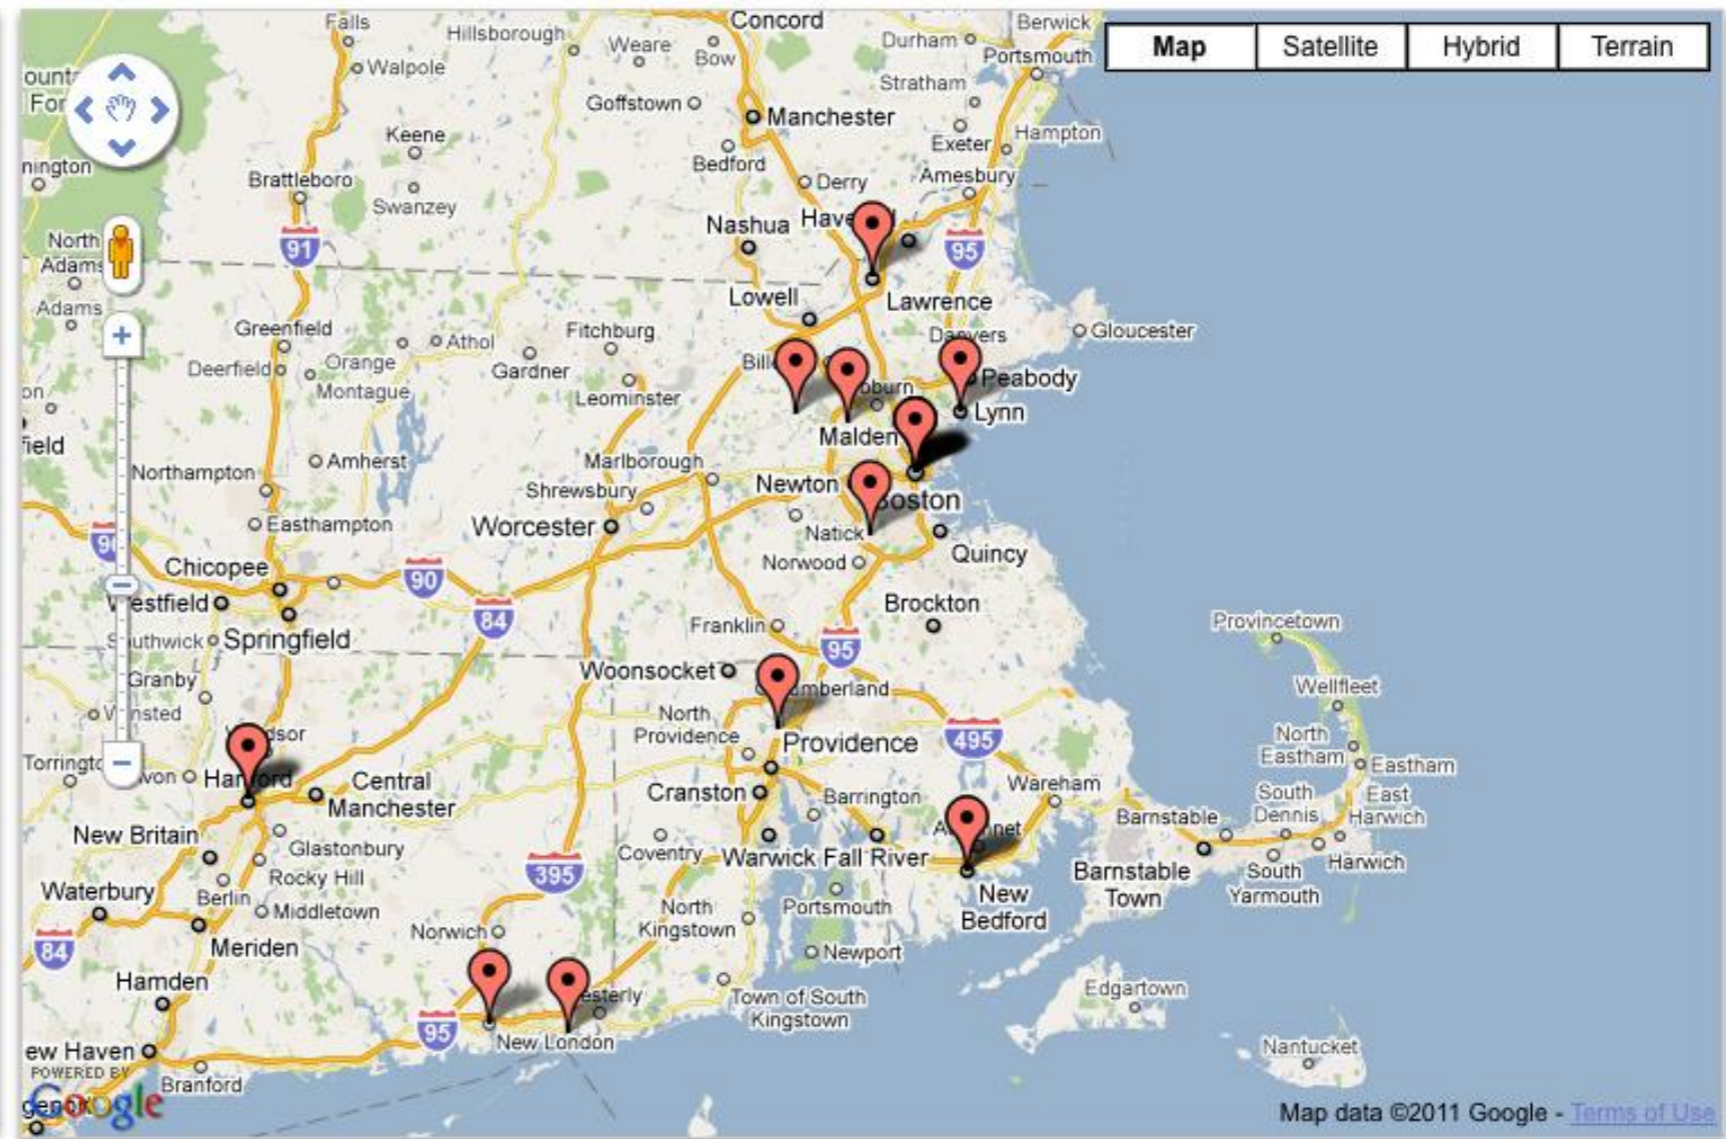 Concord
Falls
Hillsborough
Weare
Bow
Durham
Berwick
Portsmouth
Map
Satellite
Hybrid
Terrain
Walpole
Stratham
Goffstown
Manchester
Keene
Exeter
Hampton
Bedford
Brattleboro
Derry
Amesbury
Swanzey
Nashua
91
95
North
Adams
Adams
Lowell
Lawrence
Greenfield
Fitchburg
Danvers
Gloucester
Athol
Orange
Deerfield
Gardner
Montague
Peabody
Leominster
Lynn
Malden
Amherst
Marlborough
Northampton
Shrewsbury
Newton
Boston
Worcester
Easthampton
Natick
Quincy
Norwood
Chicopee
90
Westfield
84
Brockton
Springfield
Franklin
95
Provincetown
Woonsocket
Granby
Wellfleet
North
Providence
Providence
495
North
Eastham
Eastham
Hartford
Central
Manchester
Cranston
Barrington
Wareham
South
Dennis
East
Harwich
Barnstable
New Britain
Glastonbury
Coventry
Warwick
Fall River
Harwich
Rocky Hill
395
Barnstable
Town
South
Yarmouth
Waterbury
Berlin
Middletown
New
Bedford
North
Kingstown
Portsmouth
Norwich
Meriden
84
Newport
Hamden
Town of South
Kingstown
Edgartown
95
New London
Nantucket
POWERED BY
Google
Branford
Map data ©2011 Google - Terms of Use